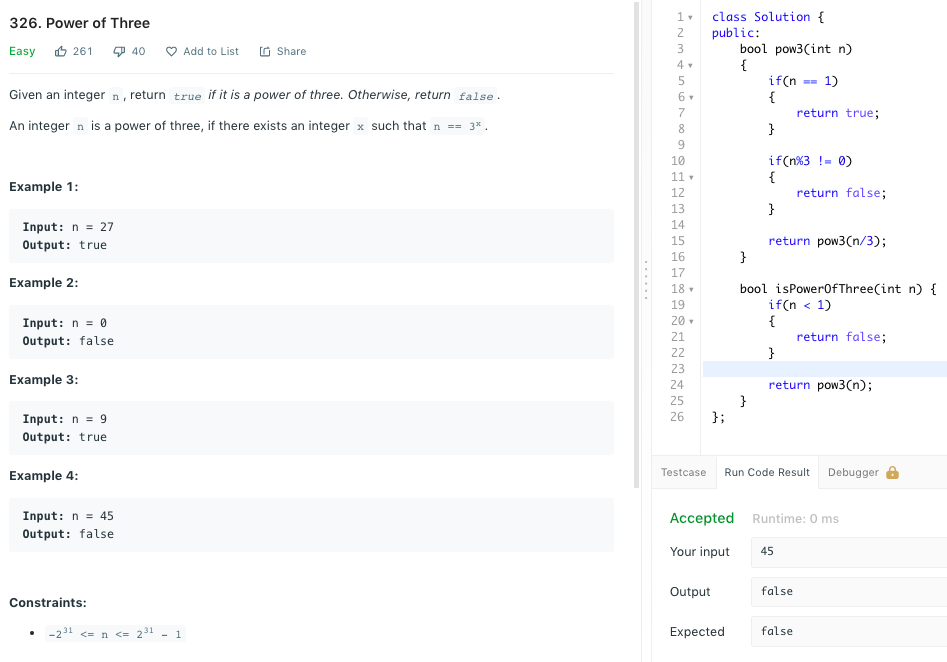 326. Power of Three
Easy 261 40 Add to List Share
Given an integer n, return true if it is a power of three. Otherwise, return false.
An integer n is a power of three, if there exists an integer x such that n == 3ˣ.
Example 1:
Input: n = 27
Output: true
Example 2:
Input: n = 0
Output: false
Example 3:
Input: n = 9
Output: true
Example 4:
Input: n = 45
Output: false
Constraints:
• -2³¹ <= n <= 2³¹ - 1
1 class Solution {
2 public:
3     bool pow3(int n)
4     {
5         if(n == 1)
6         {
7             return true;
8         }
9
10         if(n%3 != 0)
11         {
12             return false;
13         }
14
15         return pow3(n/3);
16     }
17
18     bool isPowerOfThree(int n) {
19         if(n < 1)
20         {
21             return false;
22         }
23
24         return pow3(n);
25     }
26 };
Testcase Run Code Result Debugger
Accepted Runtime: 0 ms
Your input 45
Output false
Expected false